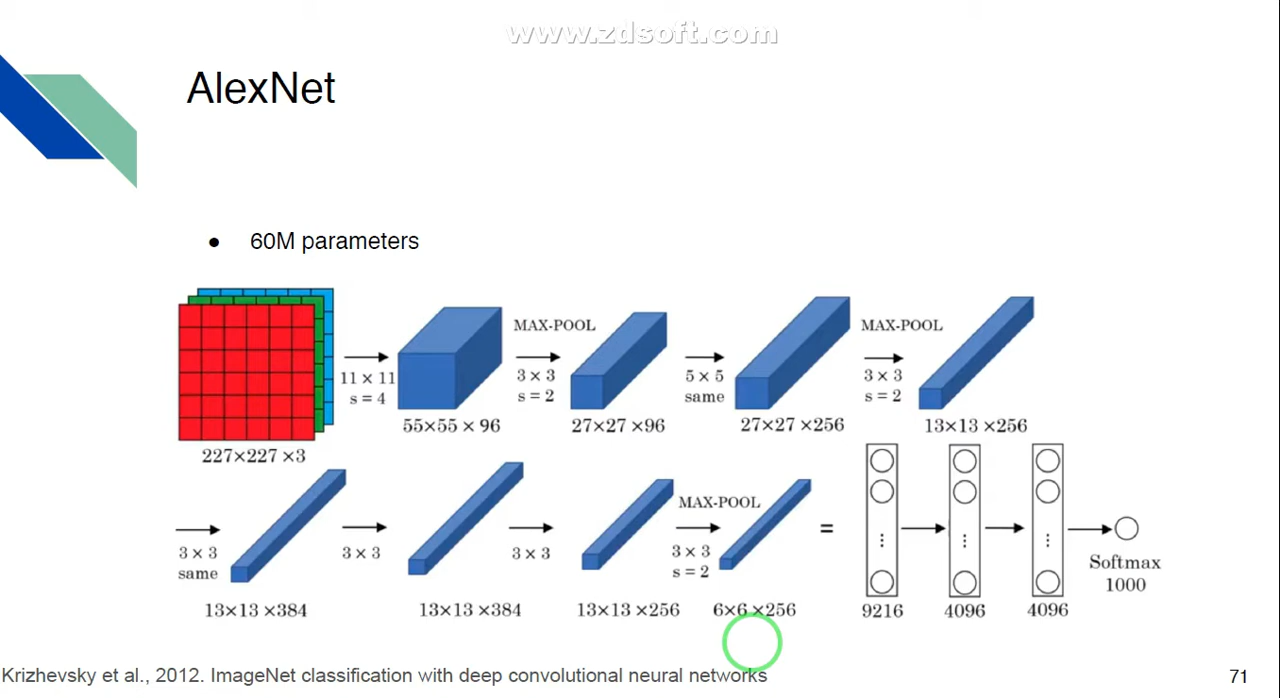 www.zdsoft.com
AlexNet
● 60M parameters
MAX-POOL
MAX-POOL
11 × 11
s = 4
3 × 3
s = 2
5 × 5
same
3 × 3
s = 2
227×227 ×3
55×55 × 96
27×27 ×96
27×27 ×256
13×13 ×256
MAX-POOL
3 × 3
same
3 × 3
3 × 3
3 × 3
s = 2
=
⋮
⋮
⋮
Softmax
1000
13×13 ×384
13×13 ×384
13×13 ×256
6×6 ×256
9216
4096
4096
Krizhevsky et al., 2012. ImageNet classification with deep convolutional neural networks
71